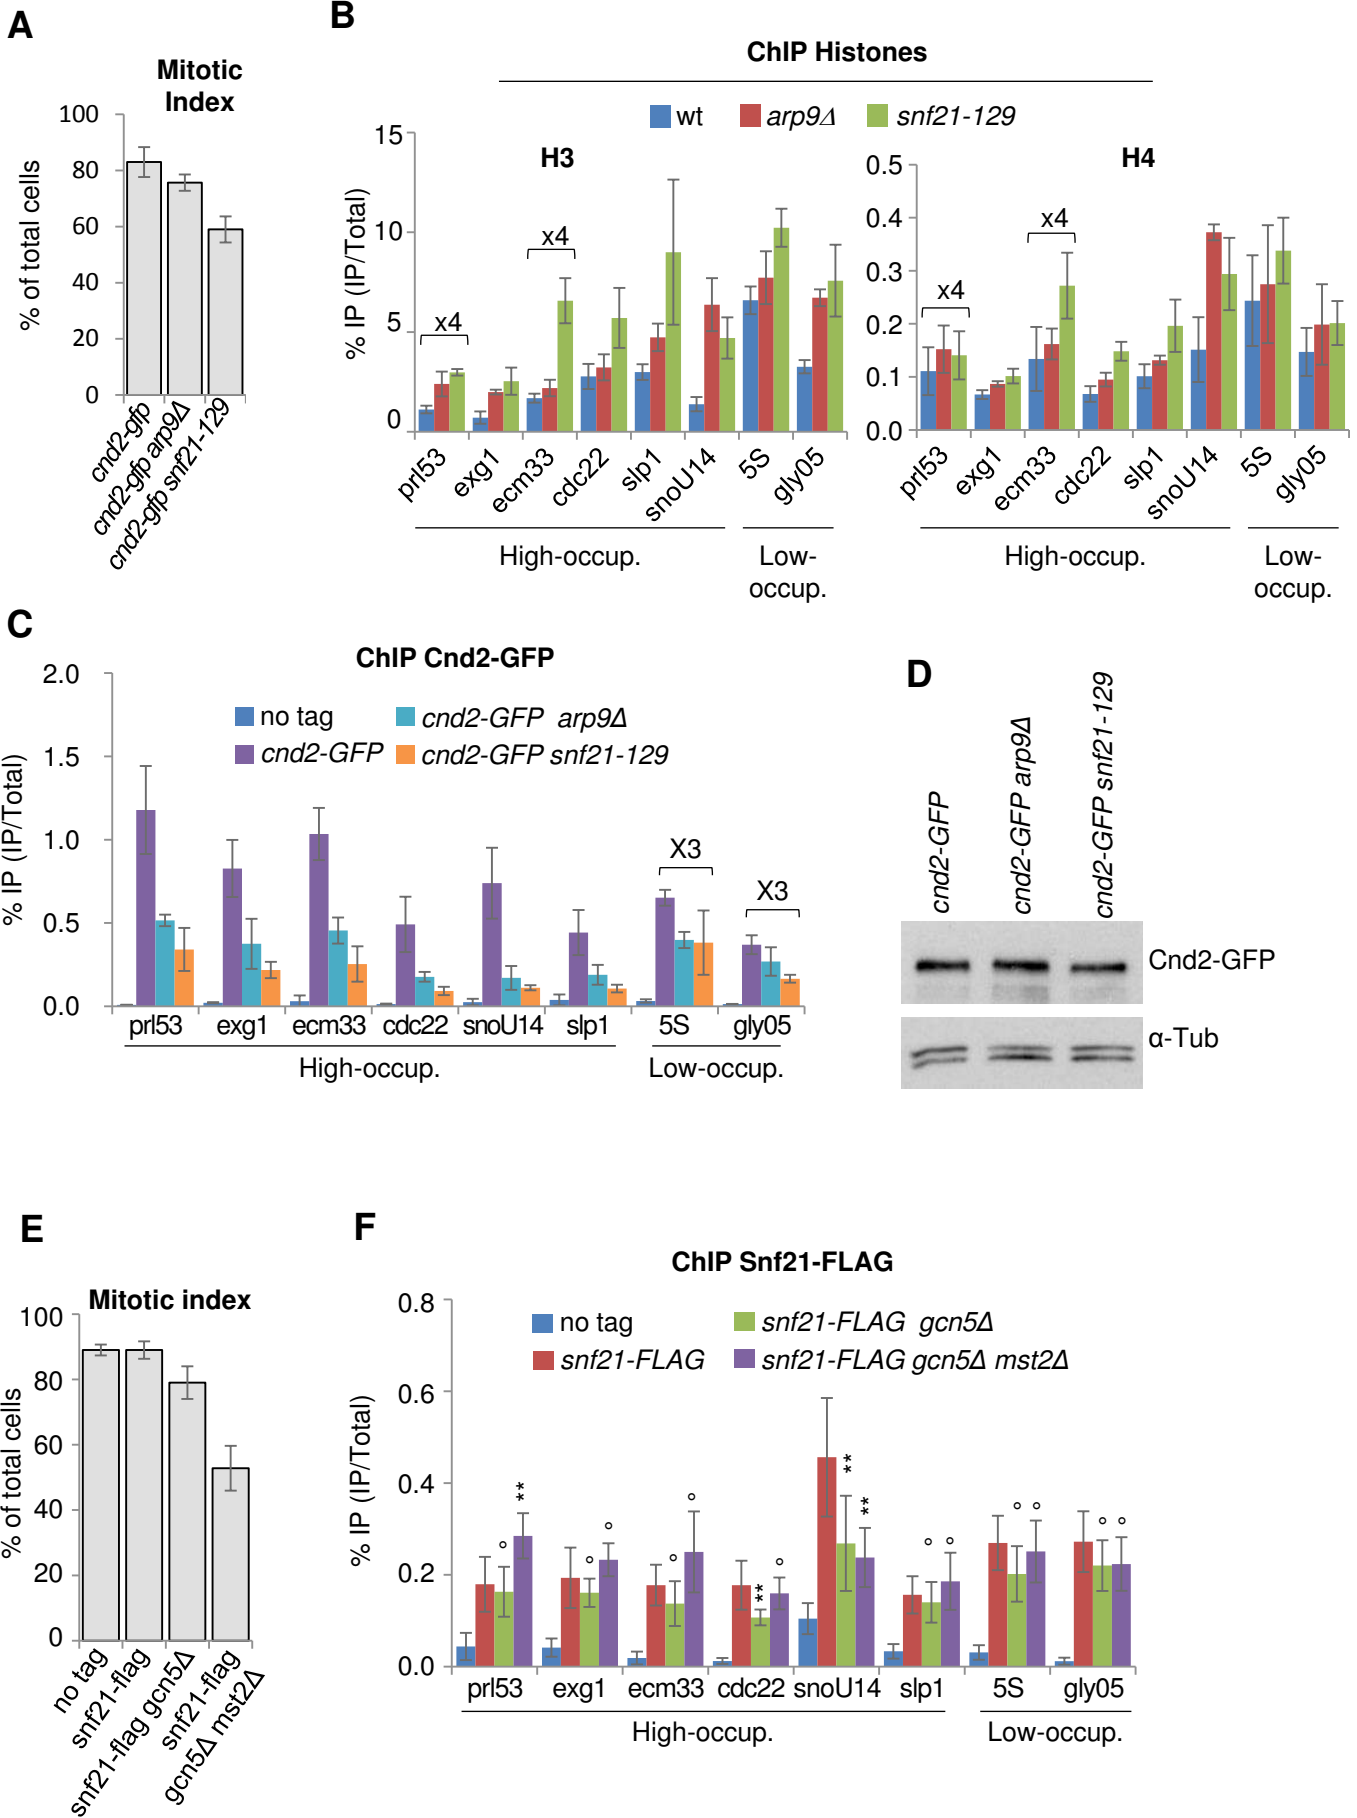 A
Mitotic
Index
% of total cells
100
80
60
40
20
0
cnd2-gfp
cnd2-gfp arp9Δ
cnd2-gfp snf21-129
B
ChIP Histones
wt
arp9Δ
snf21-129
H3
% IP (IP/Total)
15
10
5
0
x4
x4
prl53
exg1
ecm33
cdc22
slp1
snoU14
5S
gly05
High-occup.
Low-
occup.
H4
0.5
0.4
0.3
0.2
0.1
0.0
x4
x4
prl53
exg1
ecm33
cdc22
slp1
snoU14
5S
gly05
High-occup.
Low-
occup.
C
ChIP Cnd2-GFP
% IP (IP/Total)
2.0
1.5
1.0
0.5
0.0
no tag
cnd2-GFP arp9Δ
cnd2-GFP
cnd2-GFP snf21-129
X3
X3
prl53
exg1
ecm33
cdc22
snoU14
slp1
5S
gly05
High-occup.
Low-occup.
D
cnd2-GFP
cnd2-GFP arp9Δ
cnd2-GFP snf21-129
Cnd2-GFP
α-Tub
E
Mitotic index
% of total cells
100
80
60
40
20
0
no tag
snf21-flag
snf21-flag gcn5Δ
snf21-flag
gcn5Δ mst2Δ
F
ChIP Snf21-FLAG
% IP (IP/Total)
0.8
0.6
0.4
0.2
0.0
no tag
snf21-FLAG gcn5Δ
snf21-FLAG
snf21-FLAG gcn5Δ mst2Δ
° **
° °
° °
** °
** **
° °
° °
° °
prl53
exg1
ecm33
cdc22
snoU14
slp1
5S
gly05
High-occup.
Low-occup.